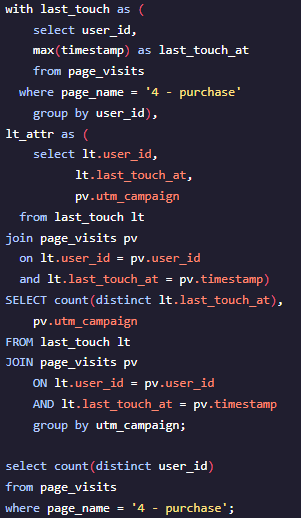 with last_touch as (
select user_id,
max(timestamp) as last_touch_at
from page_visits
where page_name = '4 - purchase'
group by user_id),
lt_attr as (
select lt.user_id,
lt.last_touch_at,
pv.utm_campaign
from last_touch lt
join page_visits pv
on lt.user_id = pv.user_id
and lt.last_touch_at = pv.timestamp)
SELECT count(distinct lt.last_touch_at),
pv.utm_campaign
FROM last_touch lt
JOIN page_visits pv
ON lt.user_id = pv.user_id
AND lt.last_touch_at = pv.timestamp
group by utm_campaign;
select count(distinct user_id)
from page_visits
where page_name = '4 - purchase';